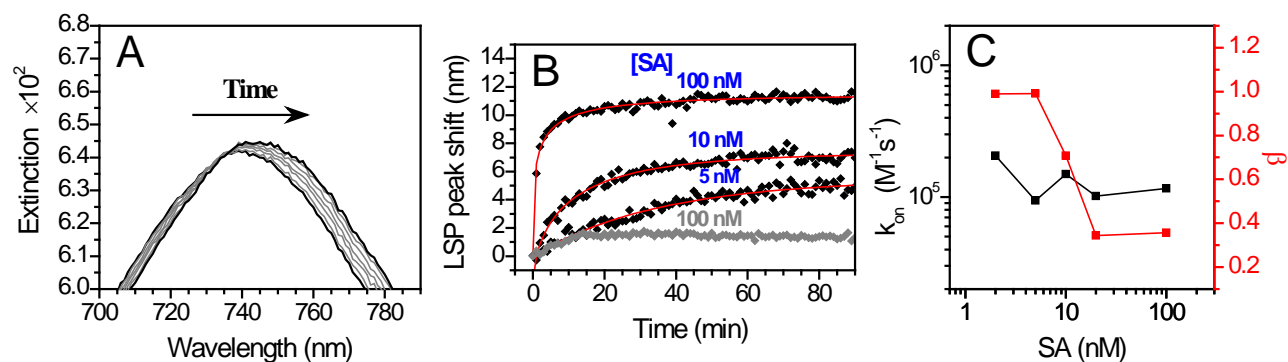 A
Time
Extinction ×10²
6.8
6.7
6.6
6.5
6.4
6.3
6.2
6.1
6.0
700 720 740 760 780
Wavelength (nm)
B
[SA]
100 nM
10 nM
5 nM
100 nM
LSP peak shift (nm)
14
12
10
8
6
4
2
0
0 20 40 60 80
Time (min)
C
kon (M⁻¹s⁻¹)
10⁶
10⁵
1 10 100
SA (nM)
1.2
1.0
0.8
0.6
0.4
0.2
β